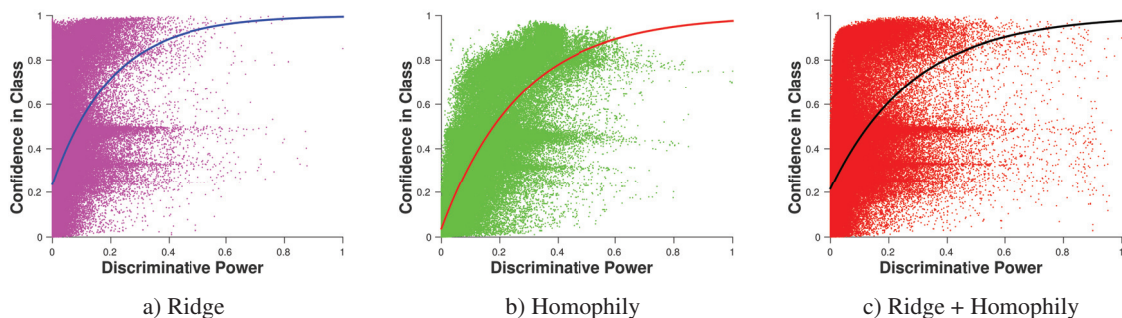 Confidence in Class
1
0.8
0.6
0.4
0.2
0
0 0.2 0.4 0.6 0.8 1
Discriminative Power
a) Ridge
Confidence in Class
1
0.8
0.6
0.4
0.2
0
0 0.2 0.4 0.6 0.8 1
Discriminative Power
b) Homophily
Confidence in Class
1
0.8
0.6
0.4
0.2
0
0 0.2 0.4 0.6 0.8 1
Discriminative Power
c) Ridge + Homophily